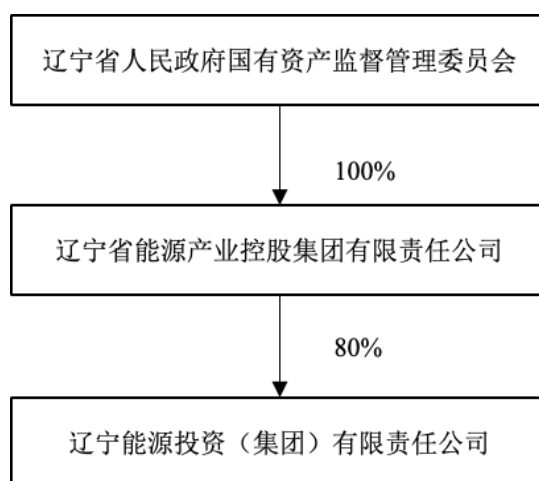 辽宁省人民政府国有资产监督管理委员会
100%
辽宁省能源产业控股集团有限责任公司
80%
辽宁能源投资（集团）有限责任公司